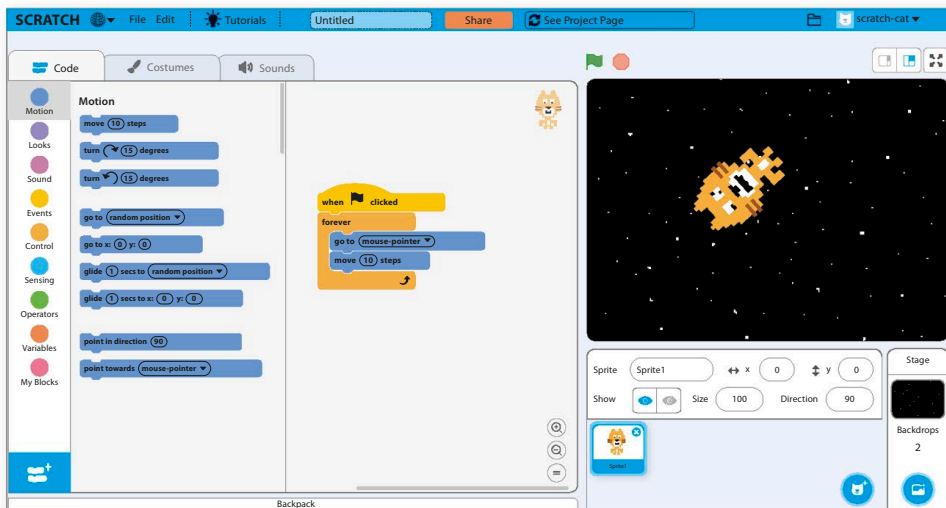 SCRATCH File Edit Tutorials Untitled Share See Project Page scratch-cat
Code Costumes Sounds
Motion
Looks
Sound
Events
Control
Sensing
Operators
Variables
My Blocks
Motion
move 10 steps
turn 15 degrees
turn 15 degrees
go to random position
go to x: 0 y: 0
glide 1 secs to random position
glide 1 secs to x: 0 y: 0
point in direction 90
point towards mouse-pointer
when clicked
forever
go to mouse-pointer
move 10 steps
Backpack
Sprite Sprite1 x 0 y 0
Show Size 100 Direction 90
Sprite1
Stage
Backdrops
2